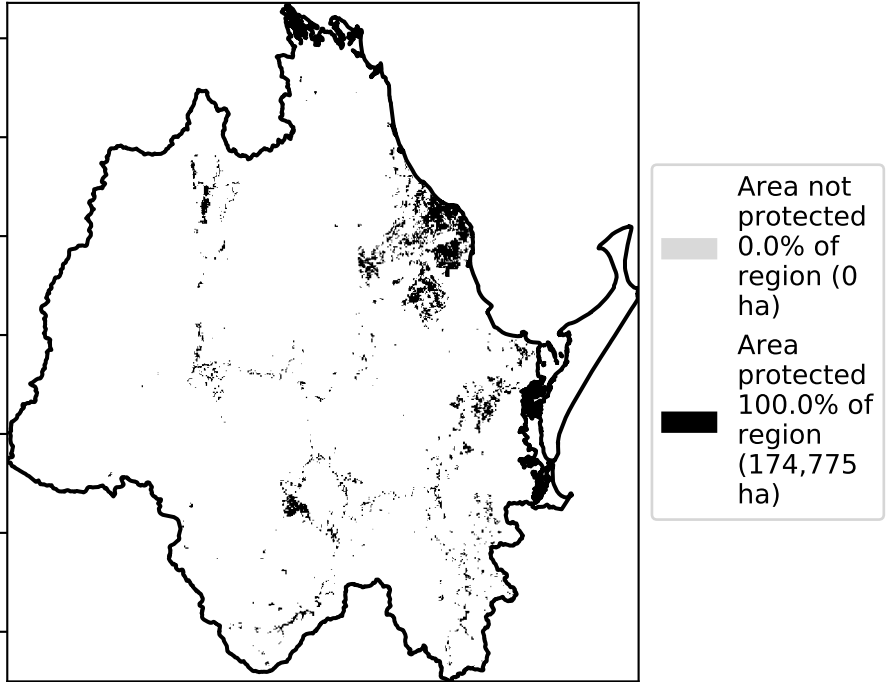 Area not
protected
0.0% of
region (0
ha)
Area
protected
100.0% of
region
(174,775
ha)